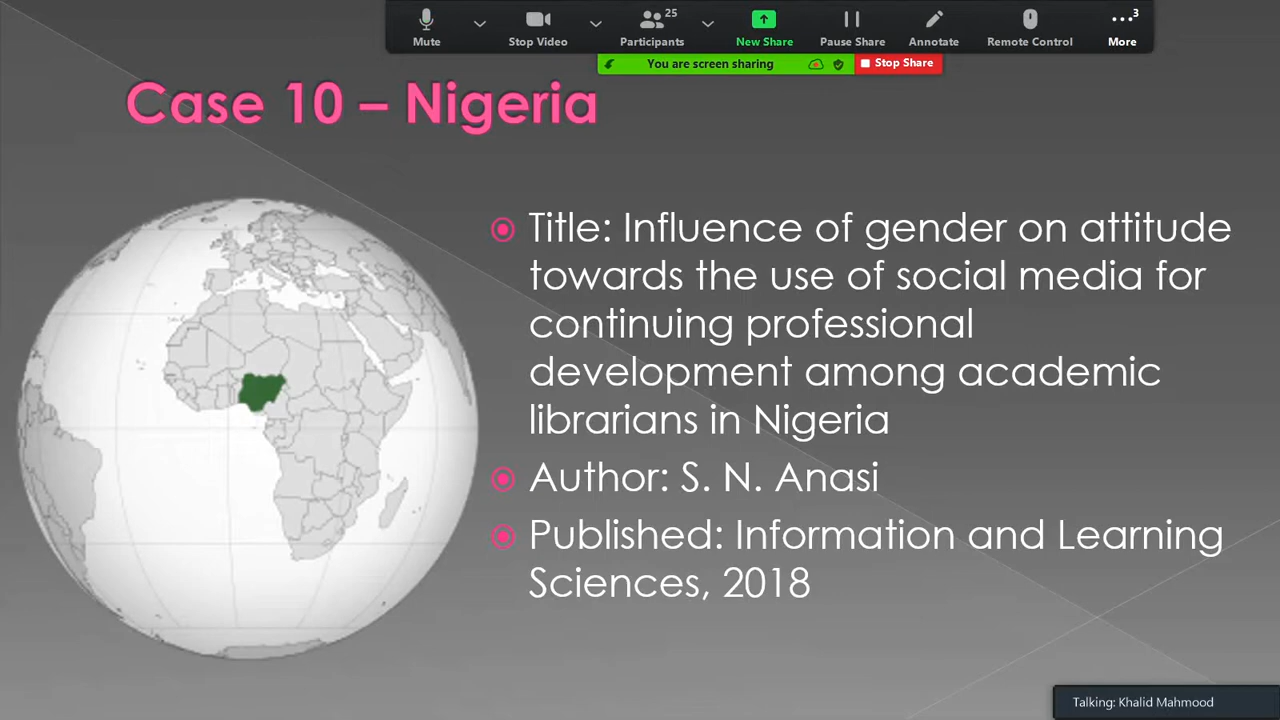 25
3
Mute
Stop Video
Participants
New Share
Pause Share
Annotate
Remote Control
More
You are screen sharing
Stop Share
Case 10 – Nigeria
Title: Influence of gender on attitude
towards the use of social media for
continuing professional
development among academic
librarians in Nigeria
Author: S. N. Anasi
Published: Information and Learning
Sciences, 2018
Talking: Khalid Mahmood